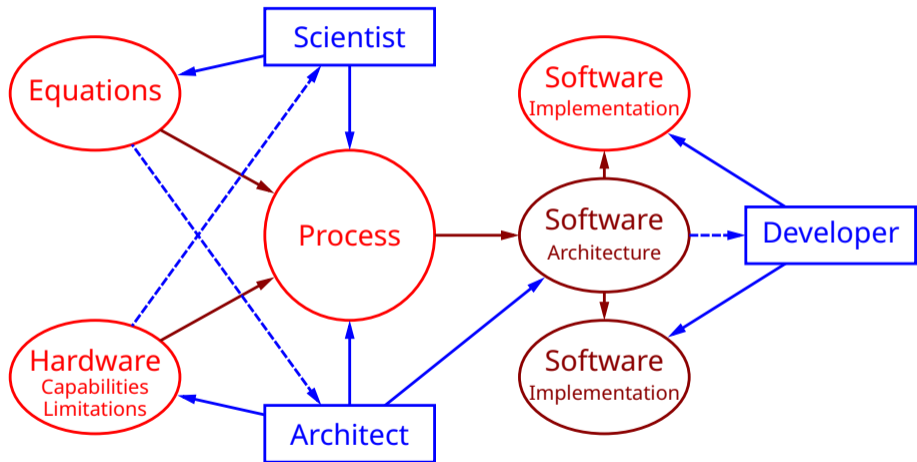 Scientist
Equations
Software
Implementation
Process
Software
Architecture
Developer
Hardware
Capabilities
Limitations
Software
Implementation
Architect